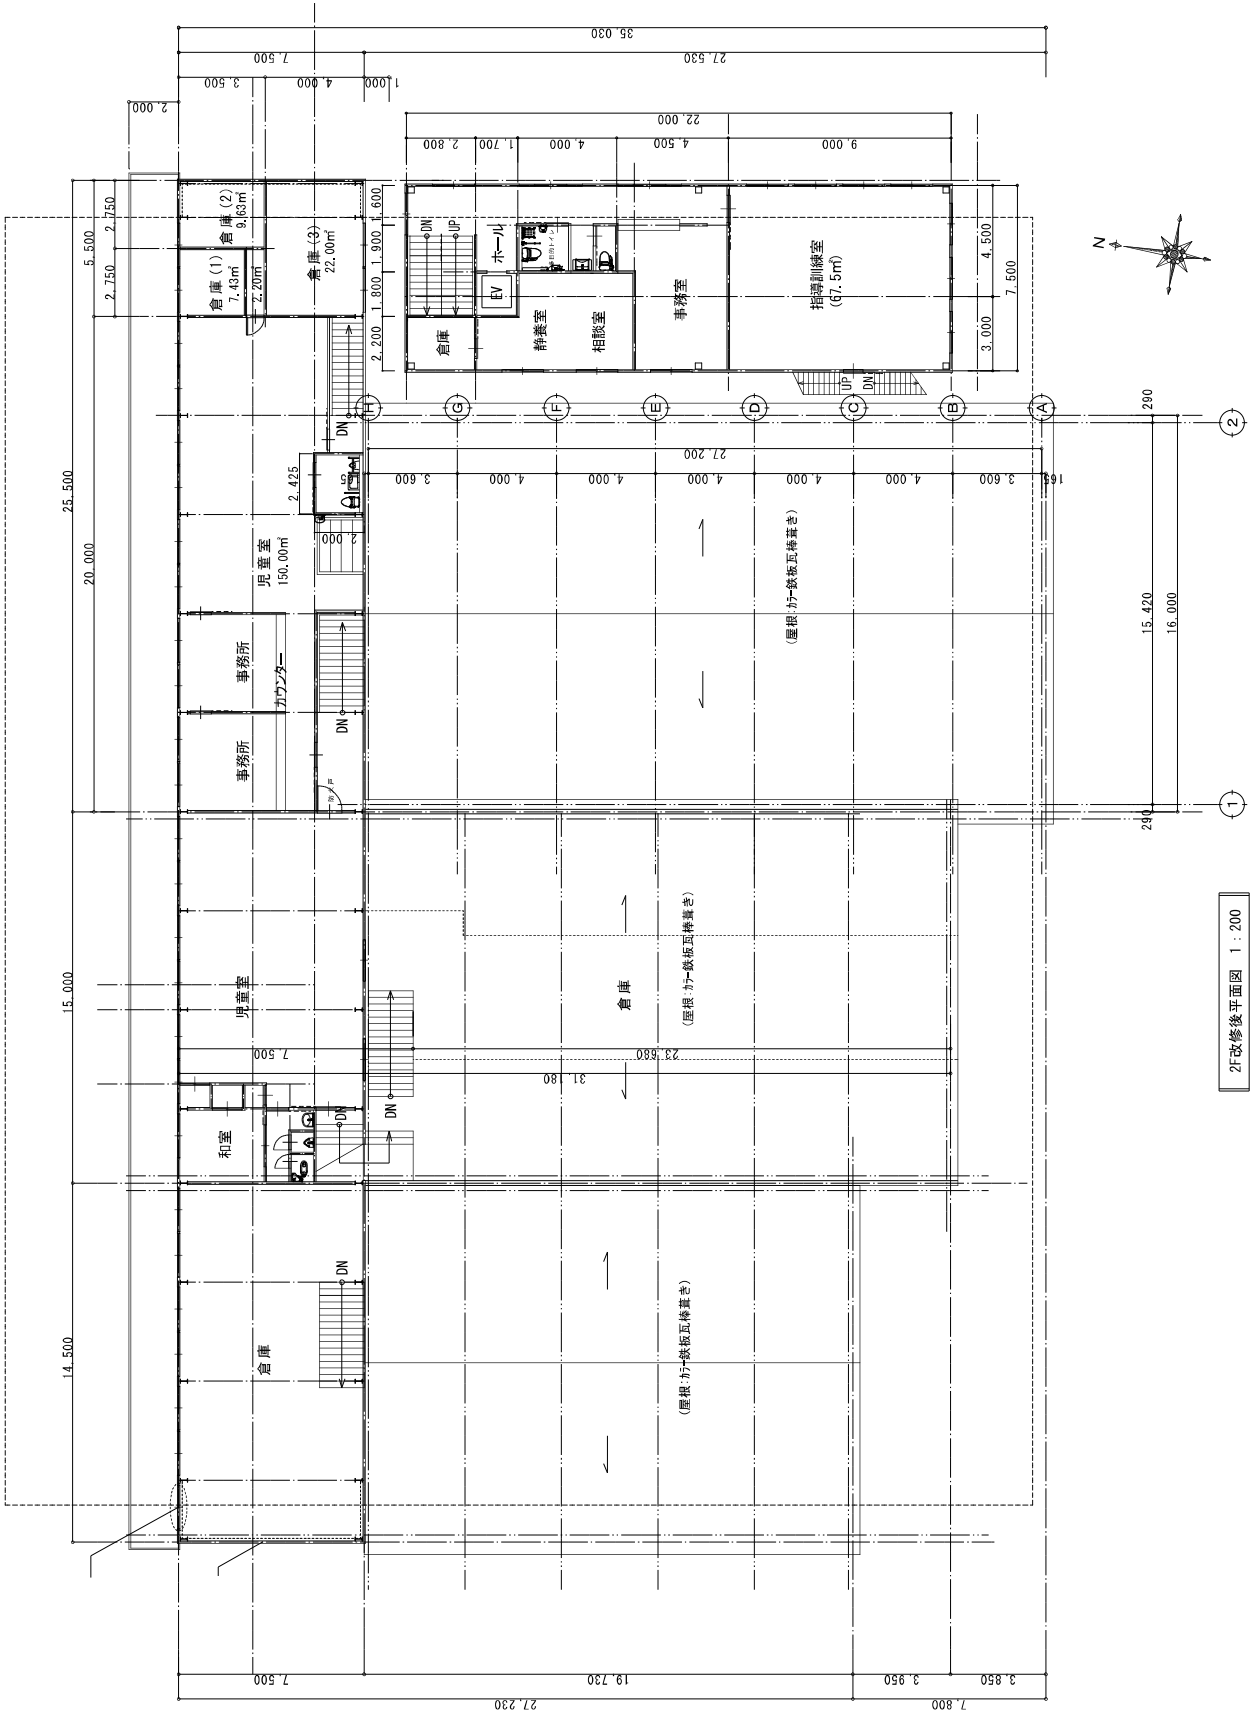 35.030
7.500
27.530
3.500
4.000
1.000
2.000
22.000
2.800
1.700
4.000
4.500
9.000
25.500
5.500
2.750
2.750
20.000
15.000
14.500
倉庫(2)
9.63㎡
倉庫(1)
7.43㎡
2.20㎡
倉庫(3)
22.00㎡
1.600
1.900
1.800
2.200
DN
UP
ホール
EV
倉庫
静養室
相談室
事務室
指導訓練室
(67.5㎡)
UP
DN
4.500
3.000
7.500
N
DN
2.425
2.000
児童室
150.00㎡
事務所
カウンター
事務所
DN
H
G
F
E
D
C
B
A
27.200
165
3.600
4.000
4.000
4.000
4.000
4.000
3.600
165
(屋根:カラー鉄板瓦棒葺き)
290
15.420
16.000
290
2
1
児童室
7.500
23.680
31.180
倉庫
(屋根:カラー鉄板瓦棒葺き)
DN
DN
和室
倉庫
DN
(屋根:カラー鉄板瓦棒葺き)
7.500
19.730
3.950
3.850
27.230
7.800
2F改修後平面図 1:200